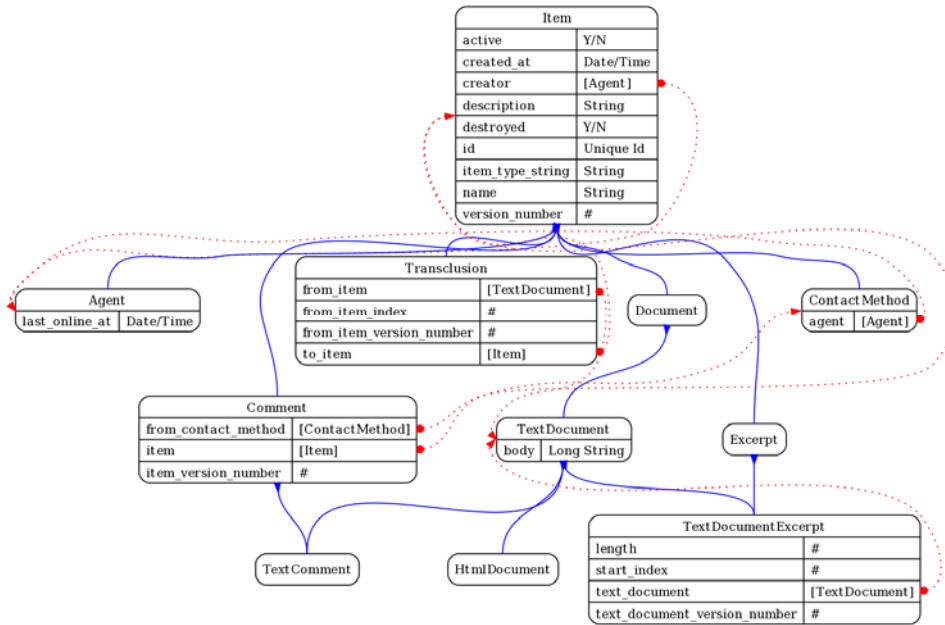 Item
active Y/N
created_at Date/Time
creator [Agent]
description String
destroyed Y/N
id Unique Id
item_type_string String
name String
version_number #
Transclusion
from_item [TextDocument]
from_item_index #
from_item_version_number #
to_item [Item]
Agent
last_online_at Date/Time
Document
ContactMethod
agent [Agent]
Comment
from_contact_method [ContactMethod]
item [Item]
item_version_number #
TextDocument
body Long String
Excerpt
TextComment
HtmlDocument
TextDocumentExcerpt
length #
start_index #
text_document [TextDocument]
text_document_version_number #